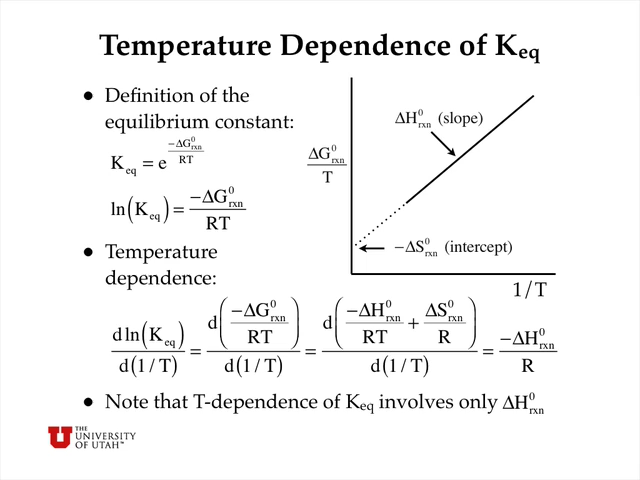 Temperature Dependence of K_eq
• Definition of the
equilibrium constant:
K_eq = e^(−ΔG⁰_rxn / RT)
ln(K_eq) = −ΔG⁰_rxn / RT
ΔG⁰_rxn / T
ΔH⁰_rxn (slope)
−ΔS⁰_rxn (intercept)
1/T
• Temperature
dependence:
d ln(K_eq) / d(1/T) = d(−ΔG⁰_rxn / RT) / d(1/T) = d(−ΔH⁰_rxn / RT + ΔS⁰_rxn / R) / d(1/T) = −ΔH⁰_rxn / R
• Note that T-dependence of K_eq involves only ΔH⁰_rxn
U THE
UNIVERSITY
OF UTAH™